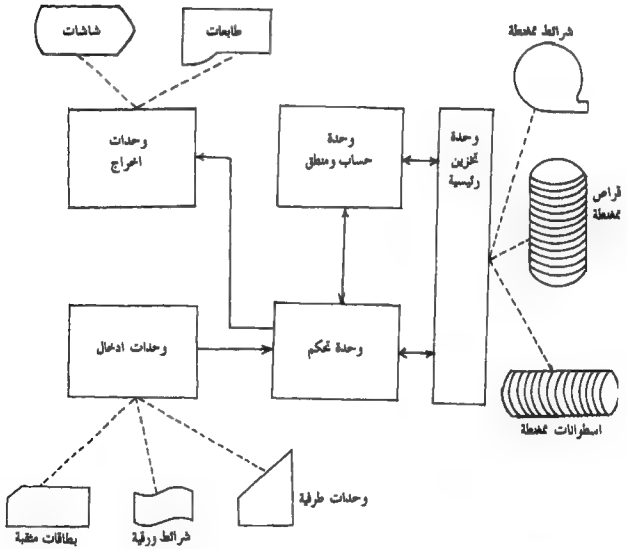 شاشات
طابعات
شرائط ممغنطة
وحدات
اخراج
وحدة
حساب ومنطق
وحدة
تخزين
رئيسية
قراص
ممغنطة
وحدات ادخال
وحدة تحكم
اسطوانات ممغنطة
وحدات طرفية
شرائط ورقية
بطاقات مثقبة